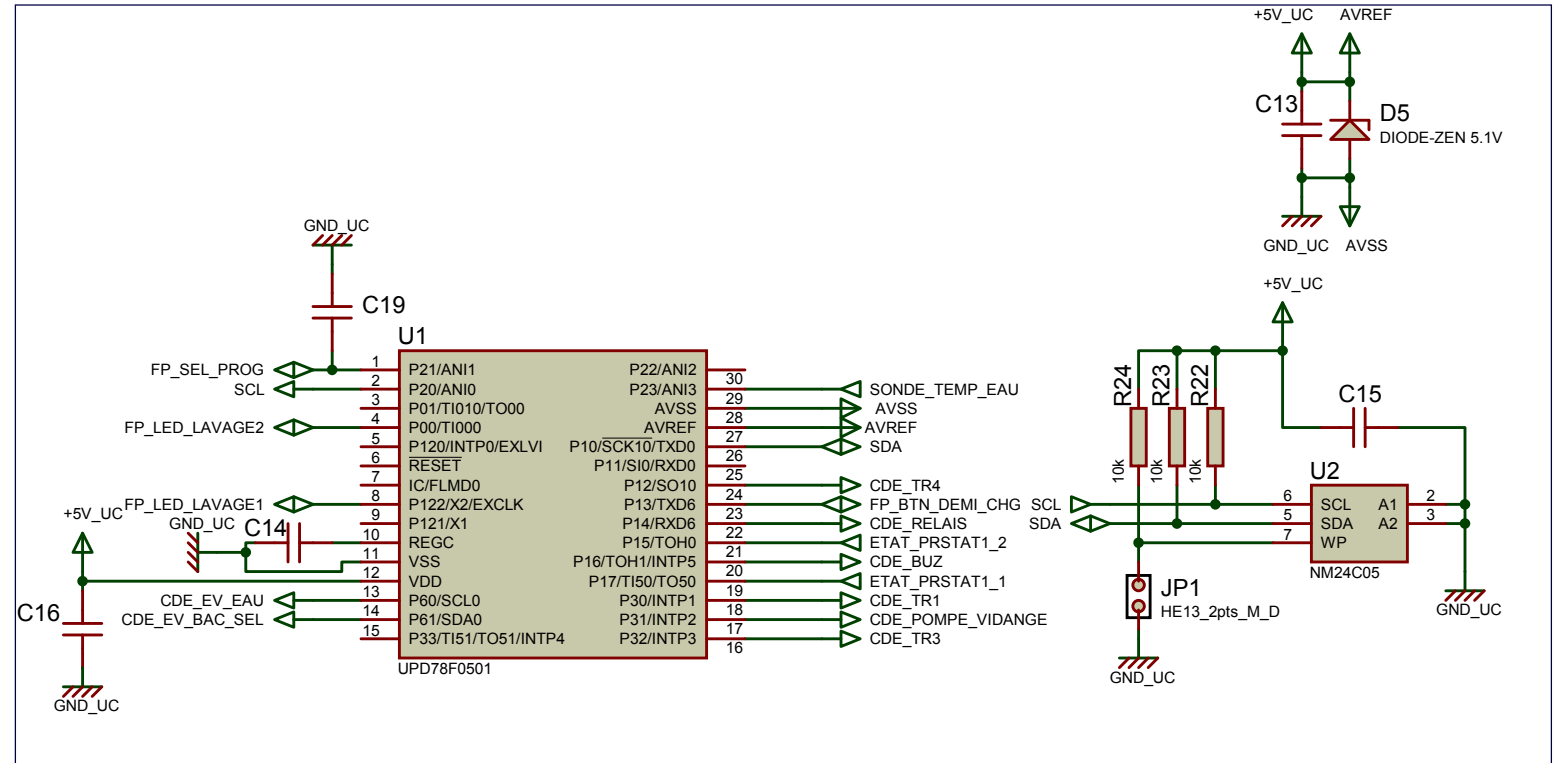 +5V_UC AVREF
C13
D5
DIODE-ZEN 5.1V
GND_UC AVSS
GND_UC
C19
U1
FP_SEL_PROG 1 P21/ANI1 P22/ANI2 30
SCL 2 P20/ANI0 P23/ANI3 29 SONDE_TEMP_EAU
3 P01/TI010/TO00 AVSS 28 AVSS
FP_LED_LAVAGE2 4 P00/TI000 AVREF 27 AVREF
5 P120/INTP0/EXLVI P10/SCK10/TXD0 26 SDA
6 RESET P11/SI0/RXD0 25
7 IC/FLMD0 P12/SO10 24 CDE_TR4
FP_LED_LAVAGE1 8 P122/X2/EXCLK P13/TXD6 23 FP_BTN_DEMI_CHG
9 P121/X1 P14/RXD6 22 CDE_RELAIS
10 REGC P15/TOH0 21 ETAT_PRSTAT1_2
11 VSS P16/TOH1/INTP5 20 CDE_BUZ
12 VDD P17/TI50/TO50 19 ETAT_PRSTAT1_1
CDE_EV_EAU 13 P60/SCL0 P30/INTP1 18 CDE_TR1
CDE_EV_BAC_SEL 14 P61/SDA0 P31/INTP2 17 CDE_POMPE_VIDANGE
15 P33/TI51/TO51/INTP4 P32/INTP3 16 CDE_TR3
UPD78F0501
+5V_UC
GND_UC
C14
C16
GND_UC
+5V_UC
R24 R23 R22
10k 10k 10k
C15
U2
SCL 6 SCL A1 2
SDA 5 SDA A2 3
7 WP
NM24C05
JP1
HE13_2pts_M_D
GND_UC
GND_UC